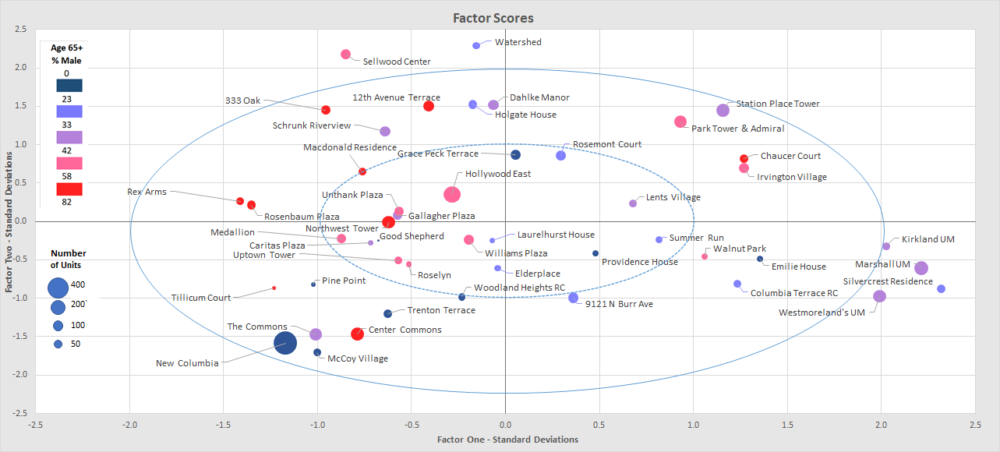 Factor Scores
2.5
2.0
1.5
1.0
0.5
0.0
-0.5
-1.0
-1.5
-2.0
-2.5
Factor Two - Standard Deviations
Age 65+
% Male
0
23
33
42
58
82
Number
of Units
400
200`
100
50
Watershed
Sellwood Center
333 Oak
12th Avenue Terrace
Dahlke Manor
Holgate House
Station Place Tower
Park Tower & Admiral
Schrunk Riverview
Macdonald Residence
Grace Peck Terrace
Rosemont Court
Chaucer Court
Irvington Village
Hollywood East
Rex Arms
Rosenbaum Plaza
Unthank Plaza
Gallagher Plaza
Lents Village
Northwest Tower
Good Shepherd
Medallion
Caritas Plaza
Uptown Tower
Laurelhurst House
Williams Plaza
Summer Run
Walnut Park
Kirkland UM
Providence House
Emilie House
Marshall UM
Roselyn
Elderplace
Pine Point
Woodland Heights RC
Silvercrest Residence
Columbia Terrace RC
Tillicum Court
9121 N Burr Ave
Westmoreland's UM
Trenton Terrace
The Commons
Center Commons
New Columbia
McCoy Village
-2.5
-2.0
-1.5
-1.0
-0.5
0.0
0.5
1.0
1.5
2.0
2.5
Factor One - Standard Deviations